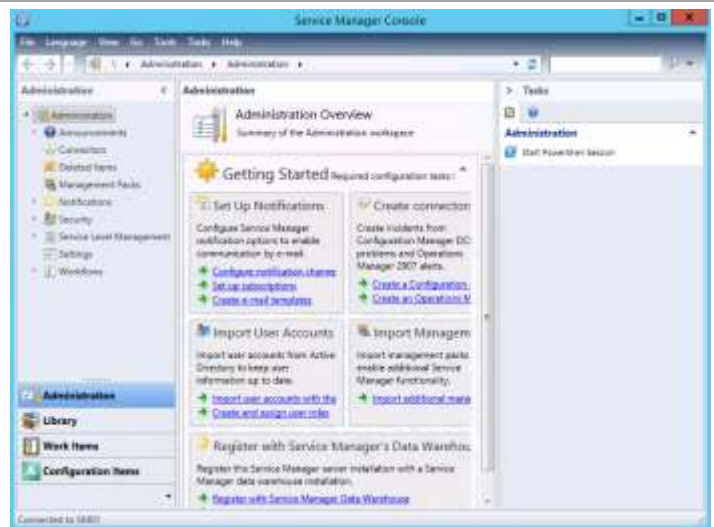 Service Manager Console
File Language View Go Tools Tasks Help
Administration Administration
Administration
Administration
Announcements
Connectors
Deleted Items
Management Packs
Notifications
Security
Service Level Management
Settings
Workflows
Administration
Library
Work Items
Configuration Items
Administration
Administration Overview
Summary of the Administration workspace
Getting Started Required configuration tasks:
Set Up Notifications
Configure Service Manager
notification options to enable
communication by e-mail.
Configure notification channe
Set up subscriptions
Create e-mail templates
Create connection
Create incidents from
Configuration Manager DC
problems and Operations
Manager 2007 alerts.
Create a Configuration
Create an Operations M
Import User Accounts
Import user accounts from Active
Directory to keep user
information up to date.
Import user accounts with the
Create and assign user roles
Import Managem
Import management packs
enable additional Service
Manager functionality.
Import additional mana
Register with Service Manager's Data Warehou
Register this Service Manager server installation with a Service
Manager data warehouse installation.
Register with Service Manager Data Warehouse
Tasks
Administration
Start PowerShell Session
Connected to SM01